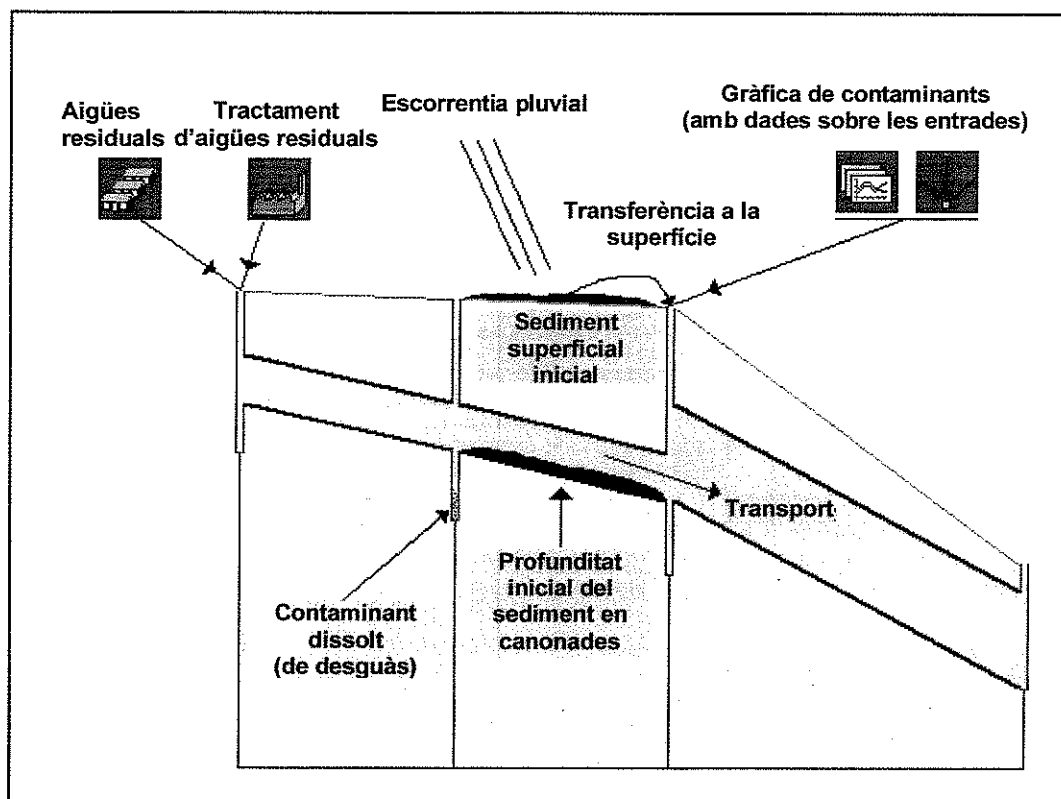 Aigües
residuals
Tractament
d'aigües residuals
Escorrentia pluvial
Gràfica de contaminants
(amb dades sobre les entrades)
Transferència a la
superfície
Sediment
superficial
inicial
Transport
Profunditat
inicial del
sediment en
canonades
Contaminant
dissolt
(de desguàs)